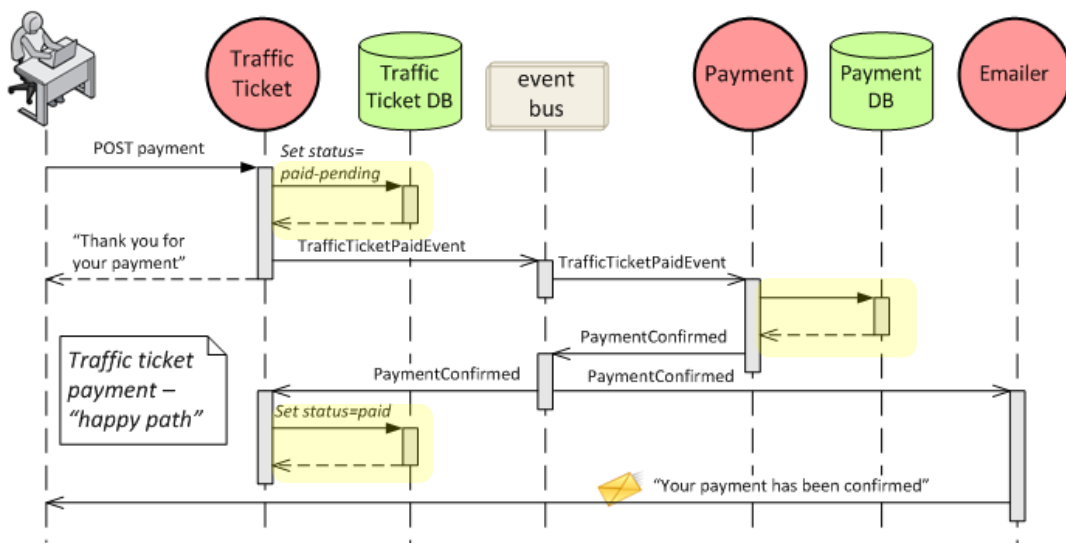 Traffic
Ticket
Traffic
Ticket DB
event
bus
Payment
Payment
DB
Emailer
POST payment
Set status=
paid-pending
"Thank you for
your payment"
TrafficTicketPaidEvent
TrafficTicketPaidEvent
PaymentConfirmed
Traffic ticket
payment –
"happy path"
PaymentConfirmed
PaymentConfirmed
Set status=paid
"Your payment has been confirmed"